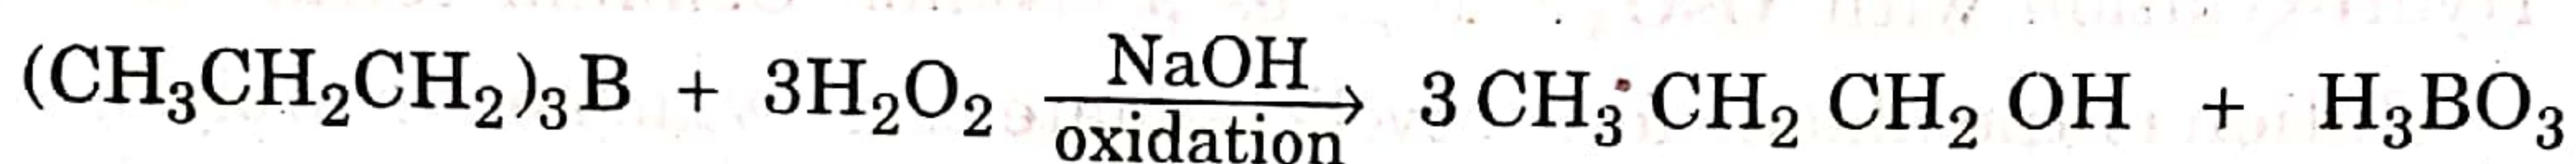 (CH₃CH₂CH₂)₃B + 3H₂O₂ NaOH oxidation → 3 CH₃ CH₂ CH₂ OH + H₃BO₃